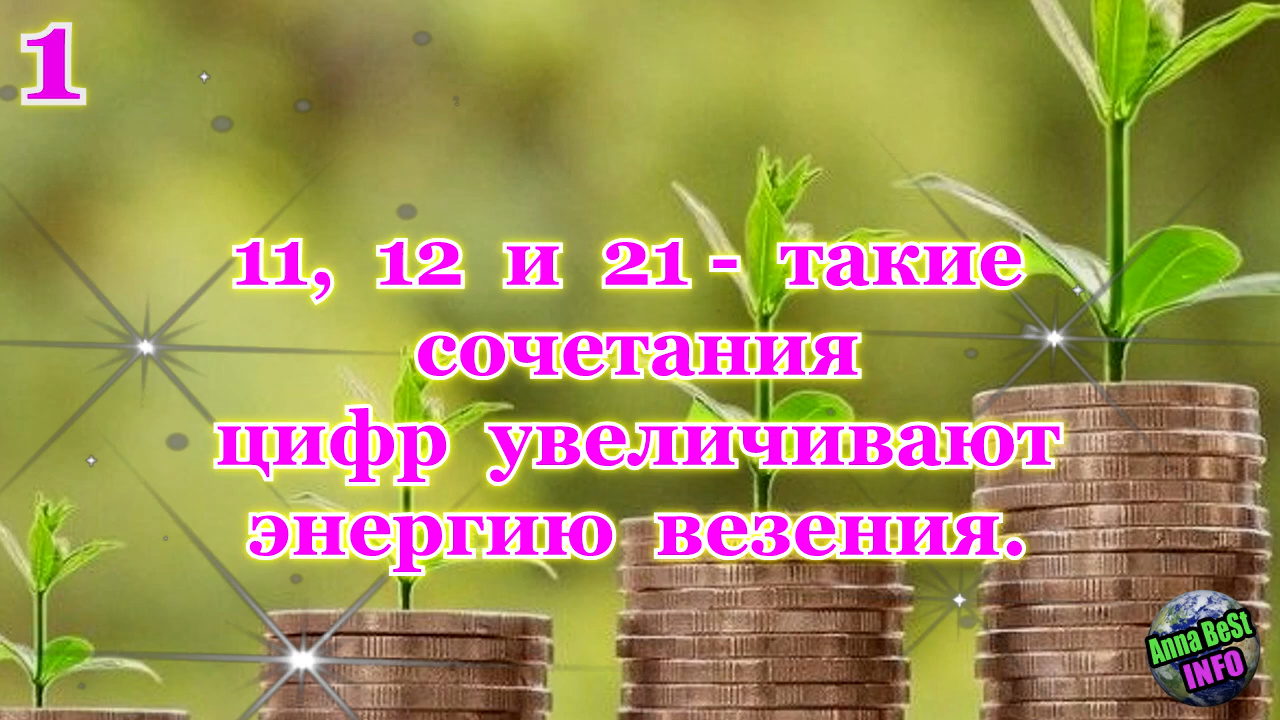 1
11, 12 и 21 - такие
сочетания
цифр увеличивают
энергию везения.
Anna BeSt
INFO